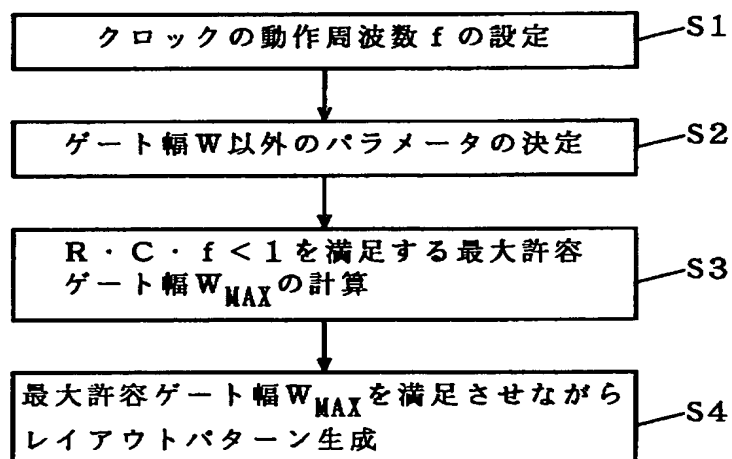 クロックの動作周波数fの設定
S1
ゲート幅W以外のパラメータの決定
S2
R・C・f<1を満足する最大許容
ゲート幅WMAXの計算
S3
最大許容ゲート幅WMAXを満足させながら
レイアウトパターン生成
S4